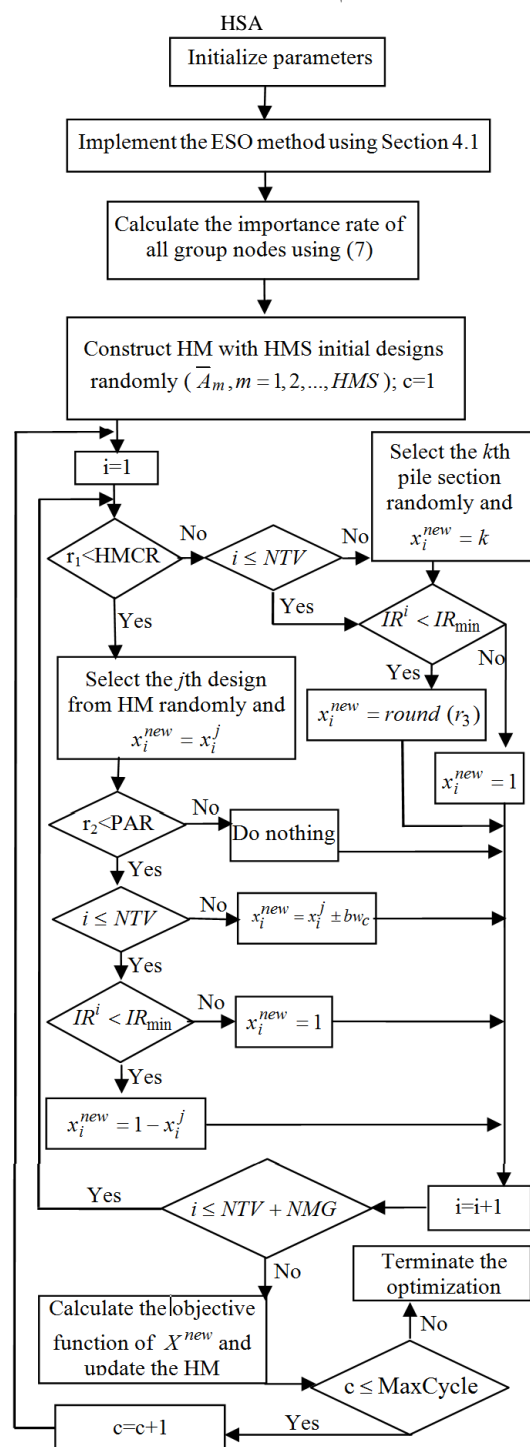 HSA
Initialize parameters
Implement the ESO method using Section 4.1
Calculate the importance rate of
all group nodes using (7)
Construct HM with HMS initial designs
randomly ( A̅_m, m = 1, 2, ..., HMS ); c=1
i=1
Select the kth
pile section
randomly and
x_i^{new} = k
r₁<HMCR
No
i ≤ NTV
No
Yes
Yes
IR^i < IR_min
No
Yes
Select the jth design
from HM randomly and
x_i^{new} = x_i^j
x_i^{new} = round (r₃)
x_i^{new} = 1
r₂<PAR
No
Do nothing
Yes
i ≤ NTV
No
x_i^{new} = x_i^j ± bw_c
Yes
IR^i < IR_min
No
x_i^{new} = 1
Yes
x_i^{new} = 1 − x_i^j
Yes
i ≤ NTV + NMG
i=i+1
No
Terminate the
optimization
Calculate the objective
function of X^{new} and
update the HM
No
c ≤ MaxCycle
Yes
c=c+1